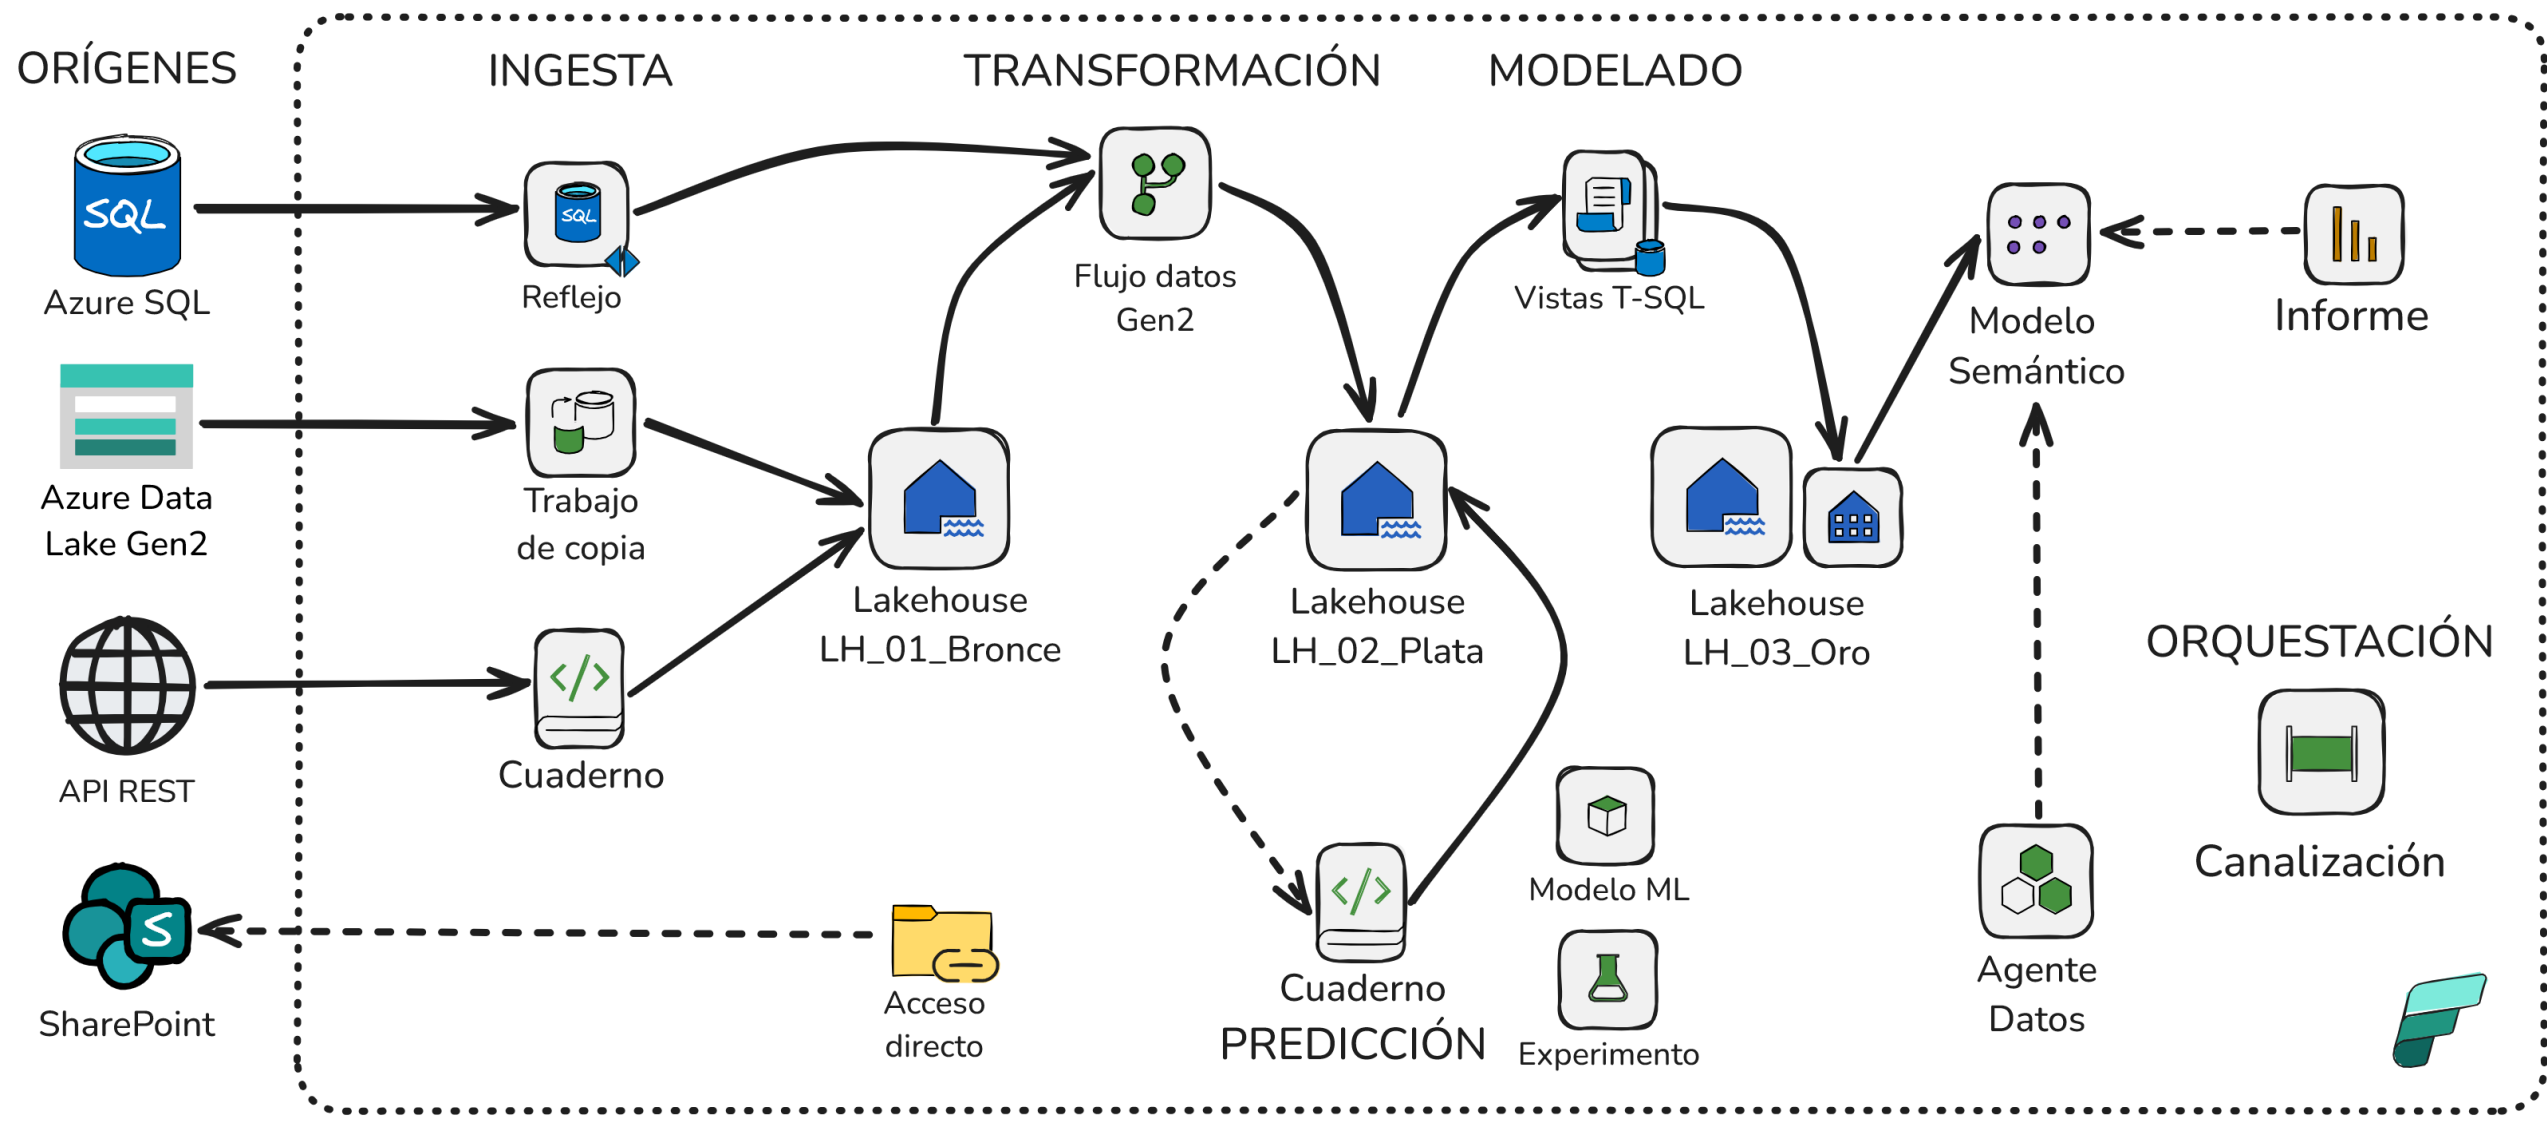 ORÍGENES
INGESTA
TRANSFORMACIÓN
MODELADO
SQL
Azure SQL
SQL
Reflejo
Flujo datos
Gen2
Vistas T-SQL
Modelo
Semántico
Informe
Azure Data
Lake Gen2
Trabajo
de copia
Lakehouse
LH_01_Bronce
Lakehouse
LH_02_Plata
Lakehouse
LH_03_Oro
API REST
</>
Cuaderno
ORQUESTACIÓN
Canalización
S
SharePoint
Acceso
directo
</>
Cuaderno
PREDICCIÓN
Modelo ML
Experimento
Agente
Datos